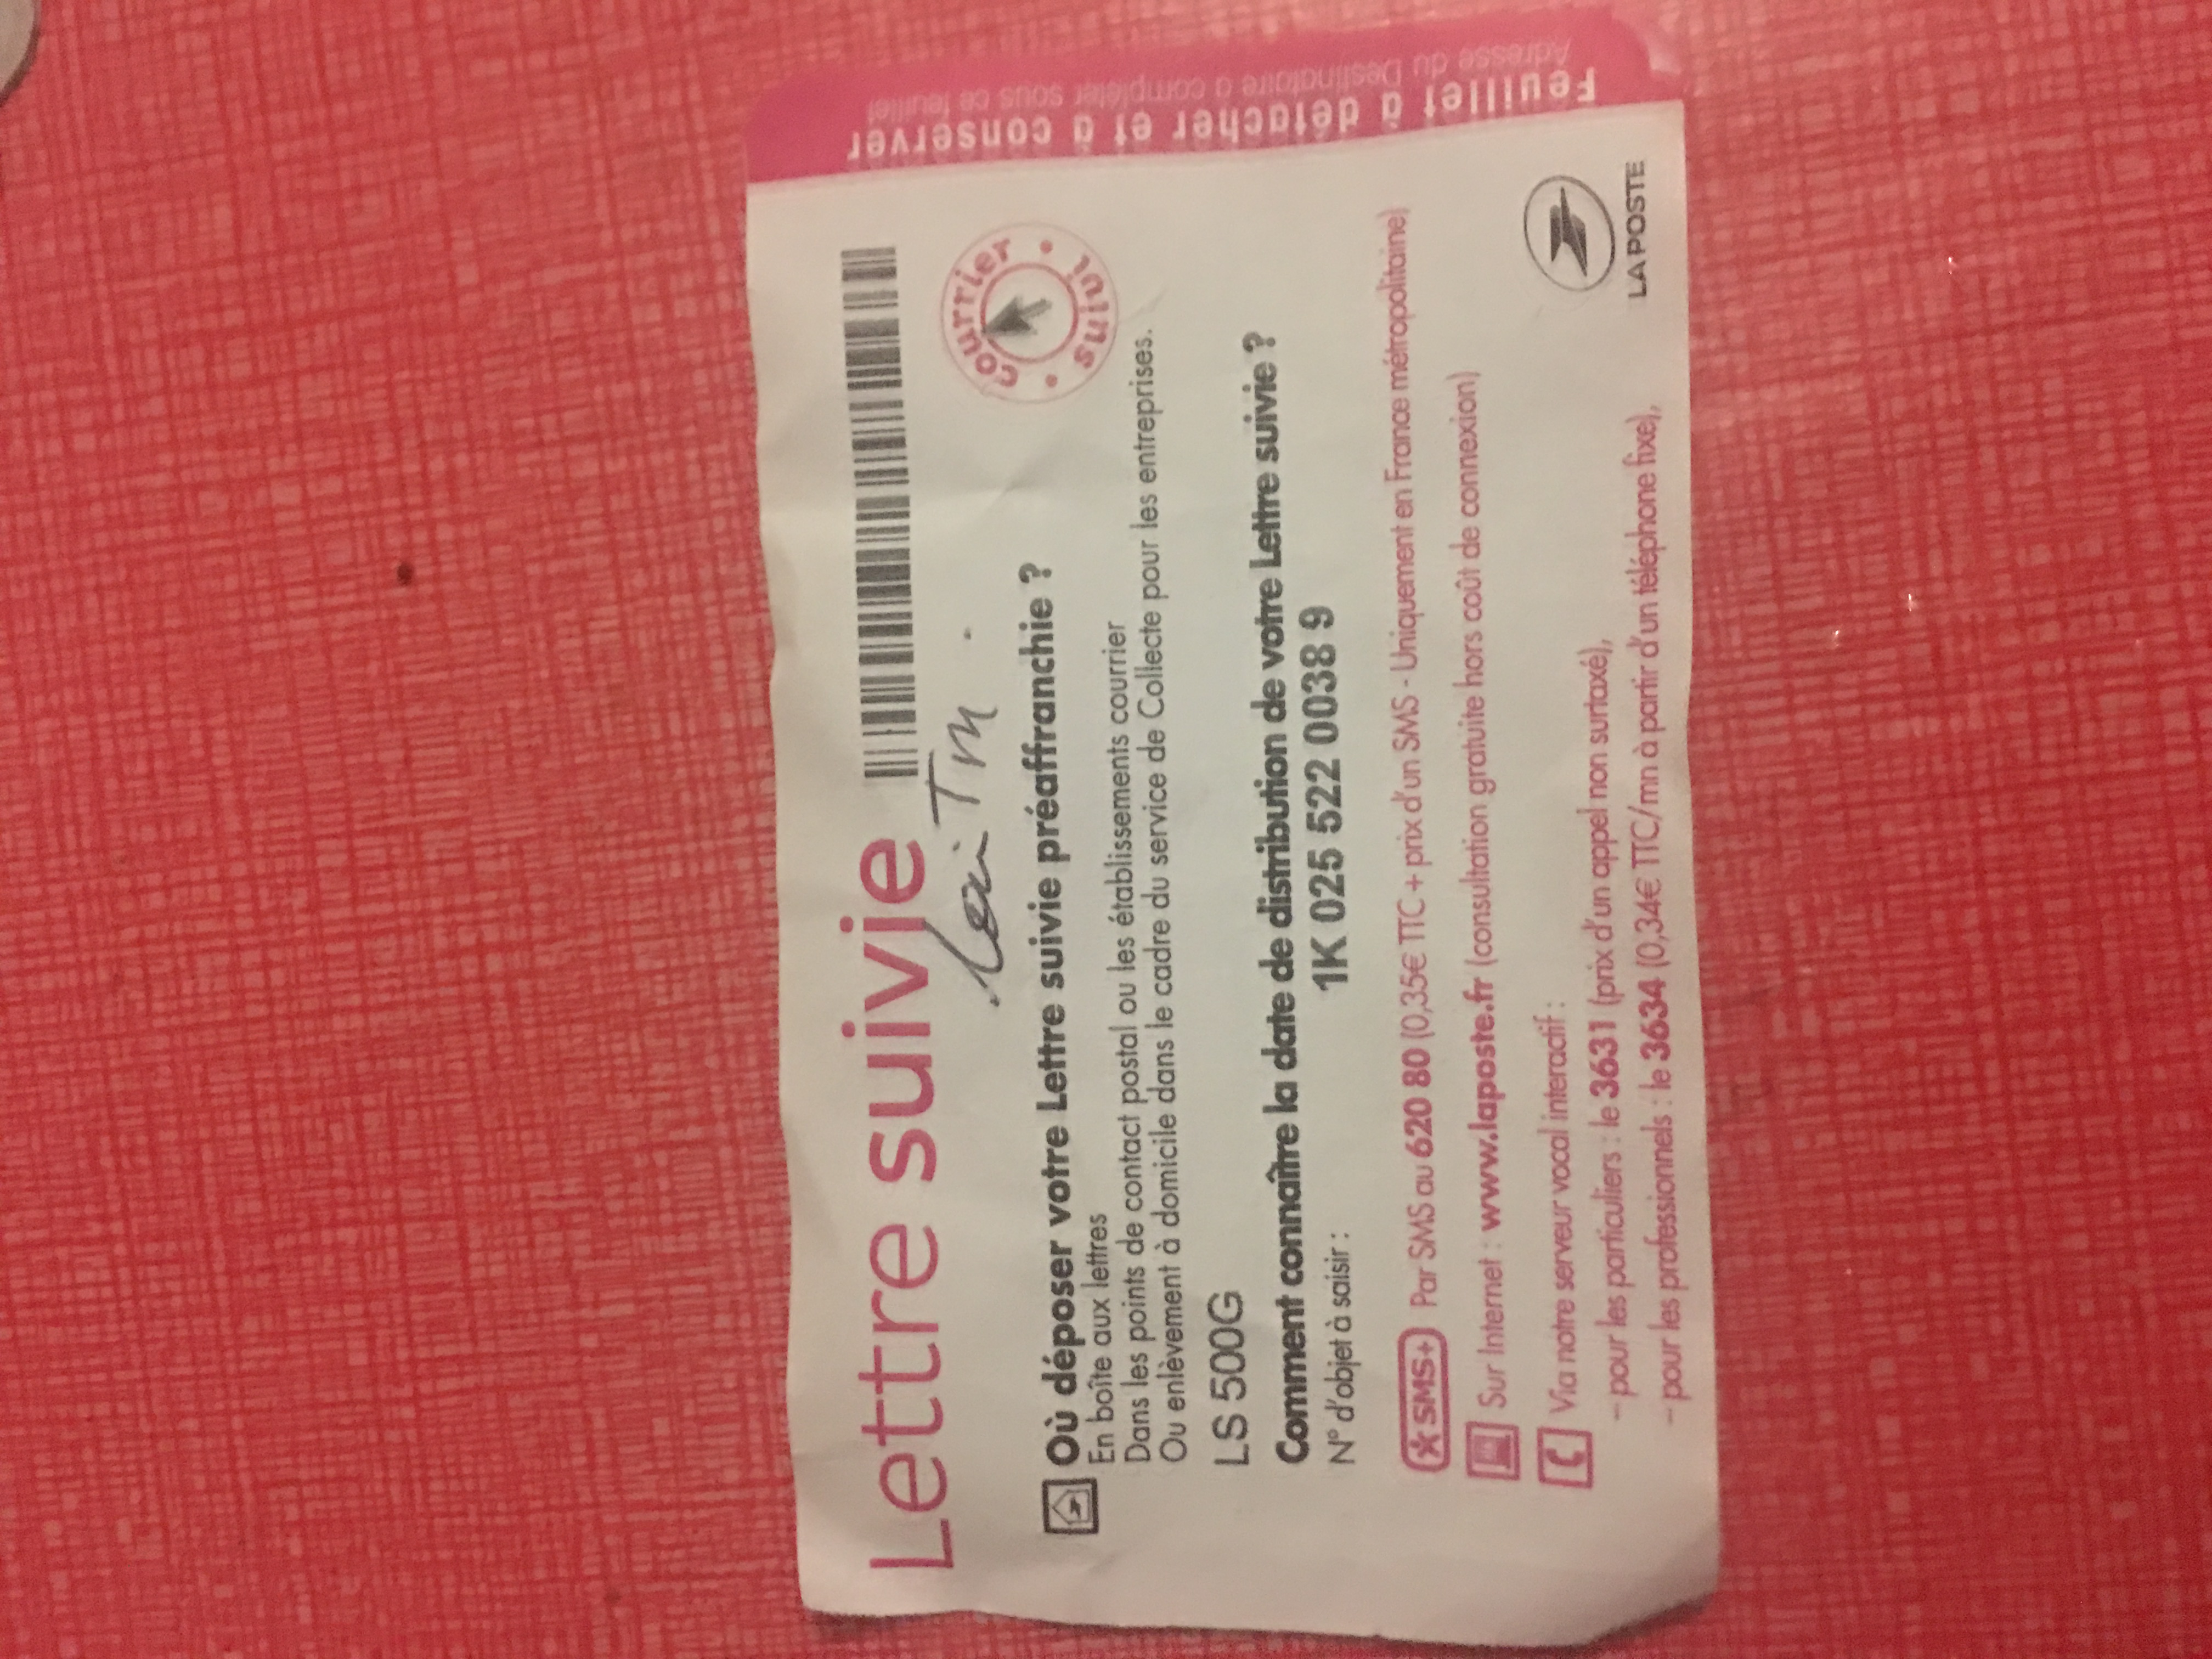 Lettre suivie
courrier suivi
Où déposer votre Lettre suivie préaffranchie ?
En boîte aux lettres
Dans les points de contact postal ou les établissements courrier
Ou enlèvement à domicile dans le cadre du service de Collecte pour les entreprises.
LS 500G
Comment connaître la date de distribution de votre Lettre suivie ?
N° d'objet à saisir : 1K 025 522 0038 9
SMS+ Par SMS au 620 80 (0,35€ TTC + prix d'un SMS - Uniquement en France métropolitaine)
Sur Internet : www.laposte.fr (consultation gratuite hors coût de connexion)
Via notre serveur vocal interactif :
– pour les particuliers : le 3631 (prix d'un appel non surtaxé),
– pour les professionnels : le 3634 (0,34€ TTC/mn à partir d'un téléphone fixe),
LA POSTE
Feuillet à détacher et à conserver
Adresse du Destinataire à compléter sous ce feuillet